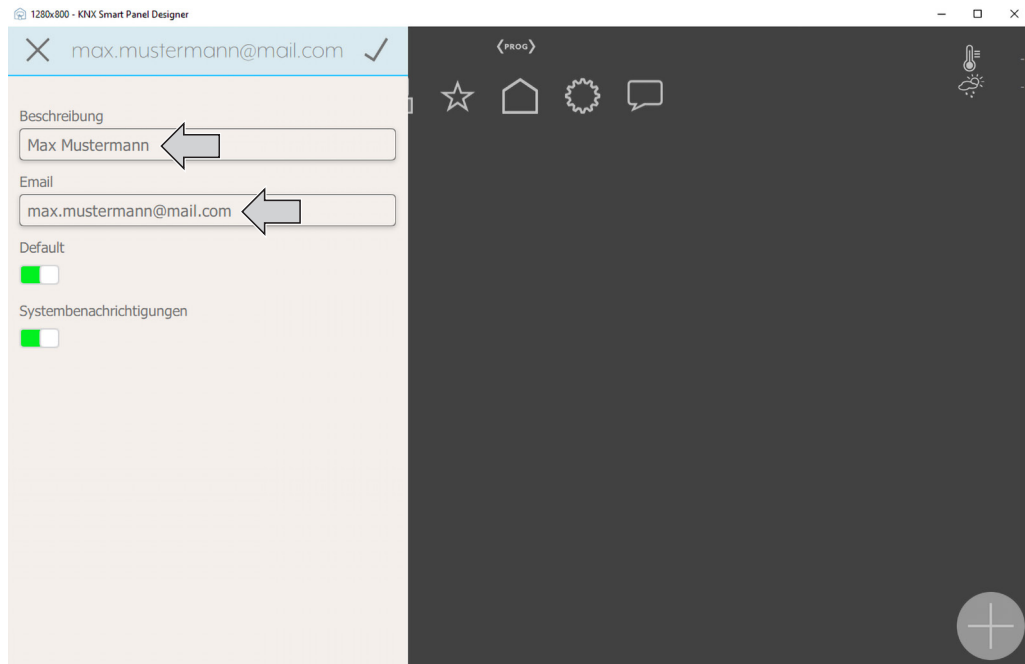 1280x800 - KNX Smart Panel Designer
max.mustermann@mail.com
PROG
Beschreibung
Max Mustermann
Email
max.mustermann@mail.com
Default
Systembenachrichtigungen